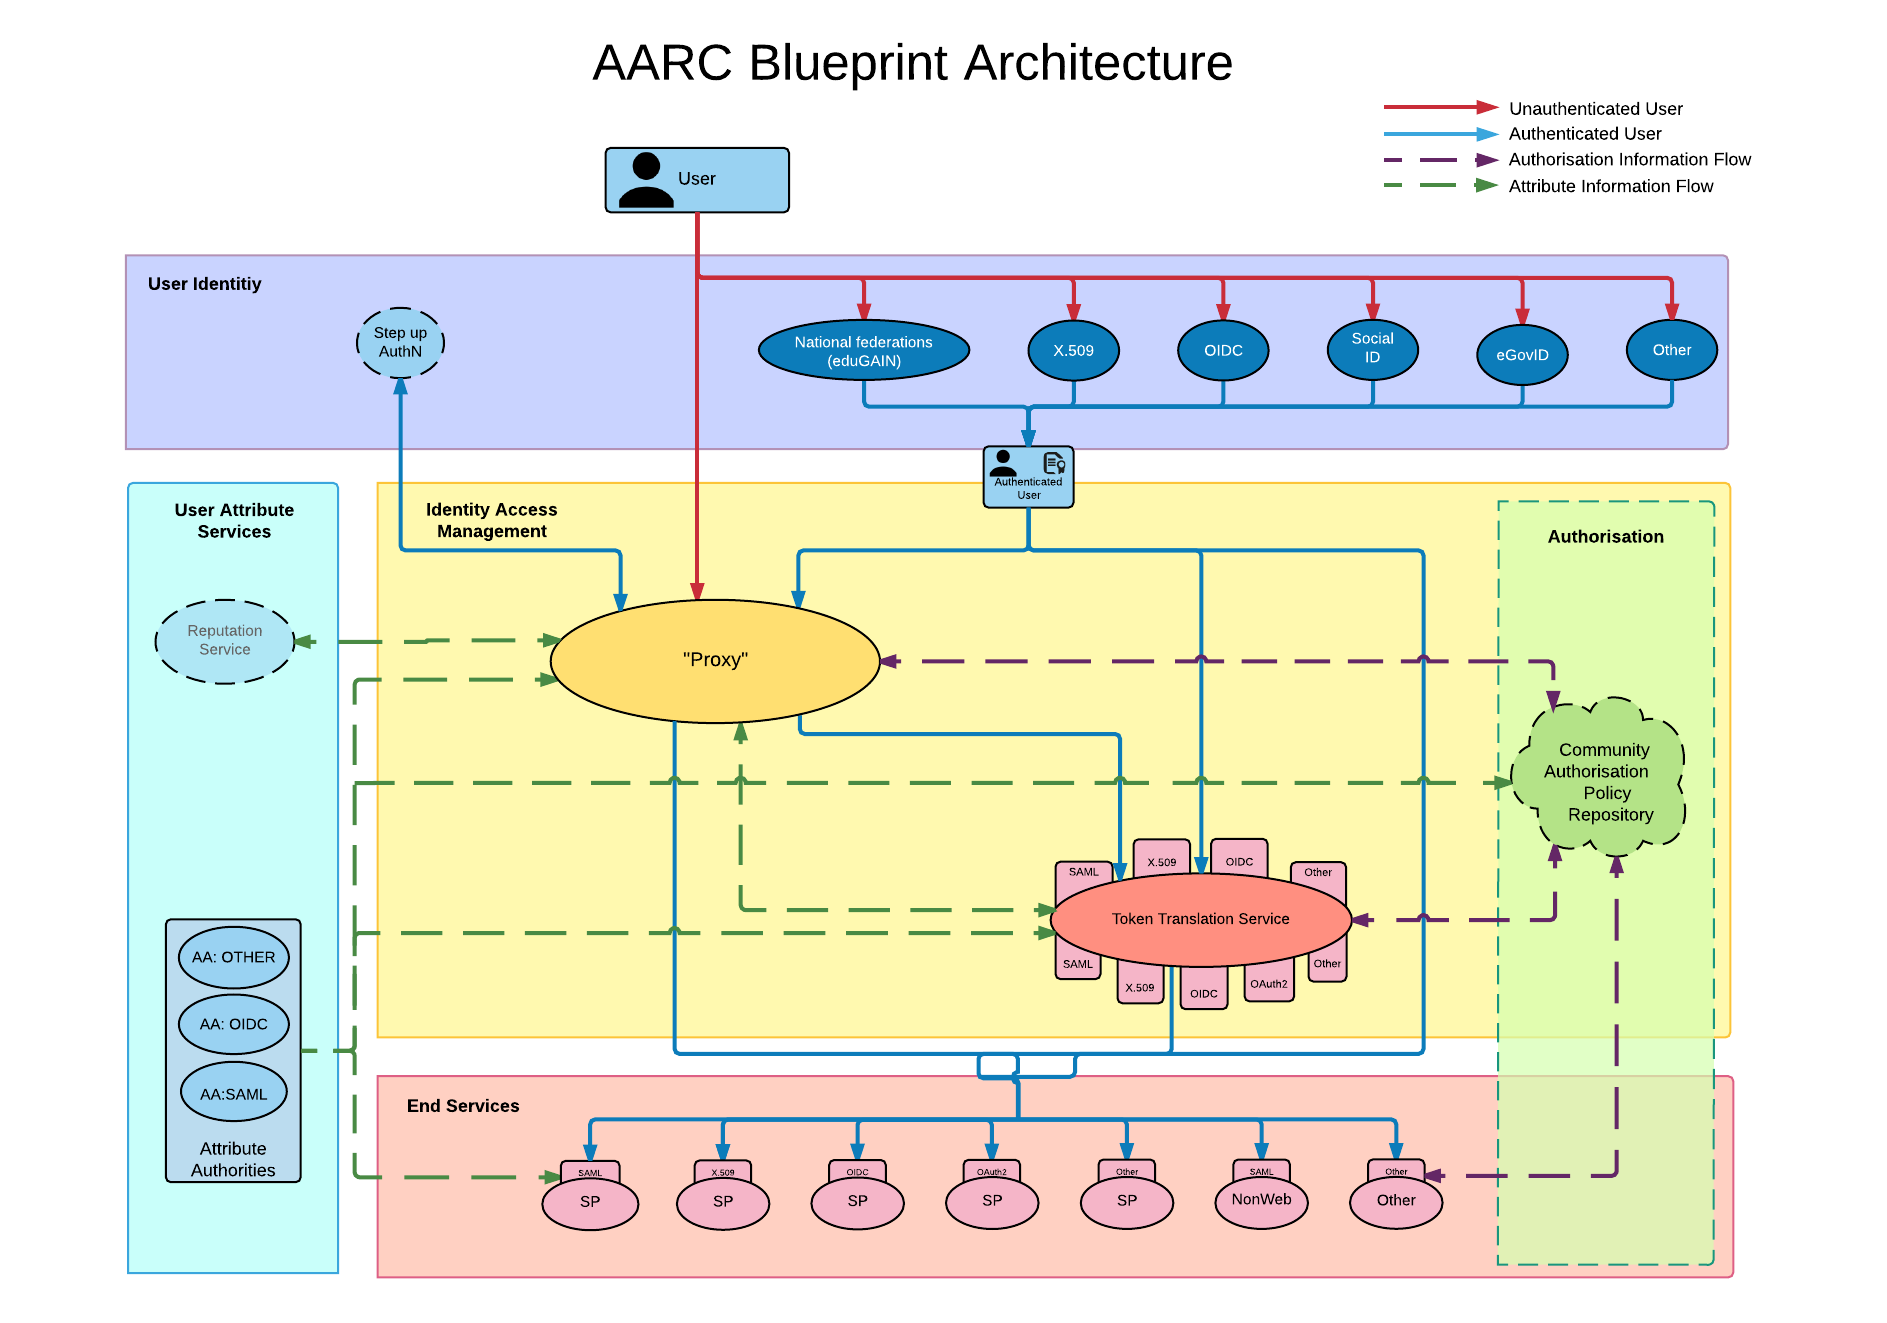 AARC Blueprint Architecture
Unauthenticated User
Authenticated User
Authorisation Information Flow
Attribute Information Flow
User
User Identitiy
Step up
AuthN
National federations
(eduGAIN)
X.509
OIDC
Social
ID
eGovID
Other
Authenticated
User
User Attribute
Services
Identity Access
Management
Authorisation
Reputation
Service
"Proxy"
Community
Authorisation
Policy
Repository
SAML
X.509
OIDC
Other
Token Translation Service
SAML
X.509
OIDC
OAuth2
Other
AA: OTHER
AA: OIDC
AA:SAML
Attribute
Authorities
End Services
SAML
SP
X.509
SP
OIDC
SP
OAuth2
SP
Other
SP
SAML
NonWeb
Other
Other